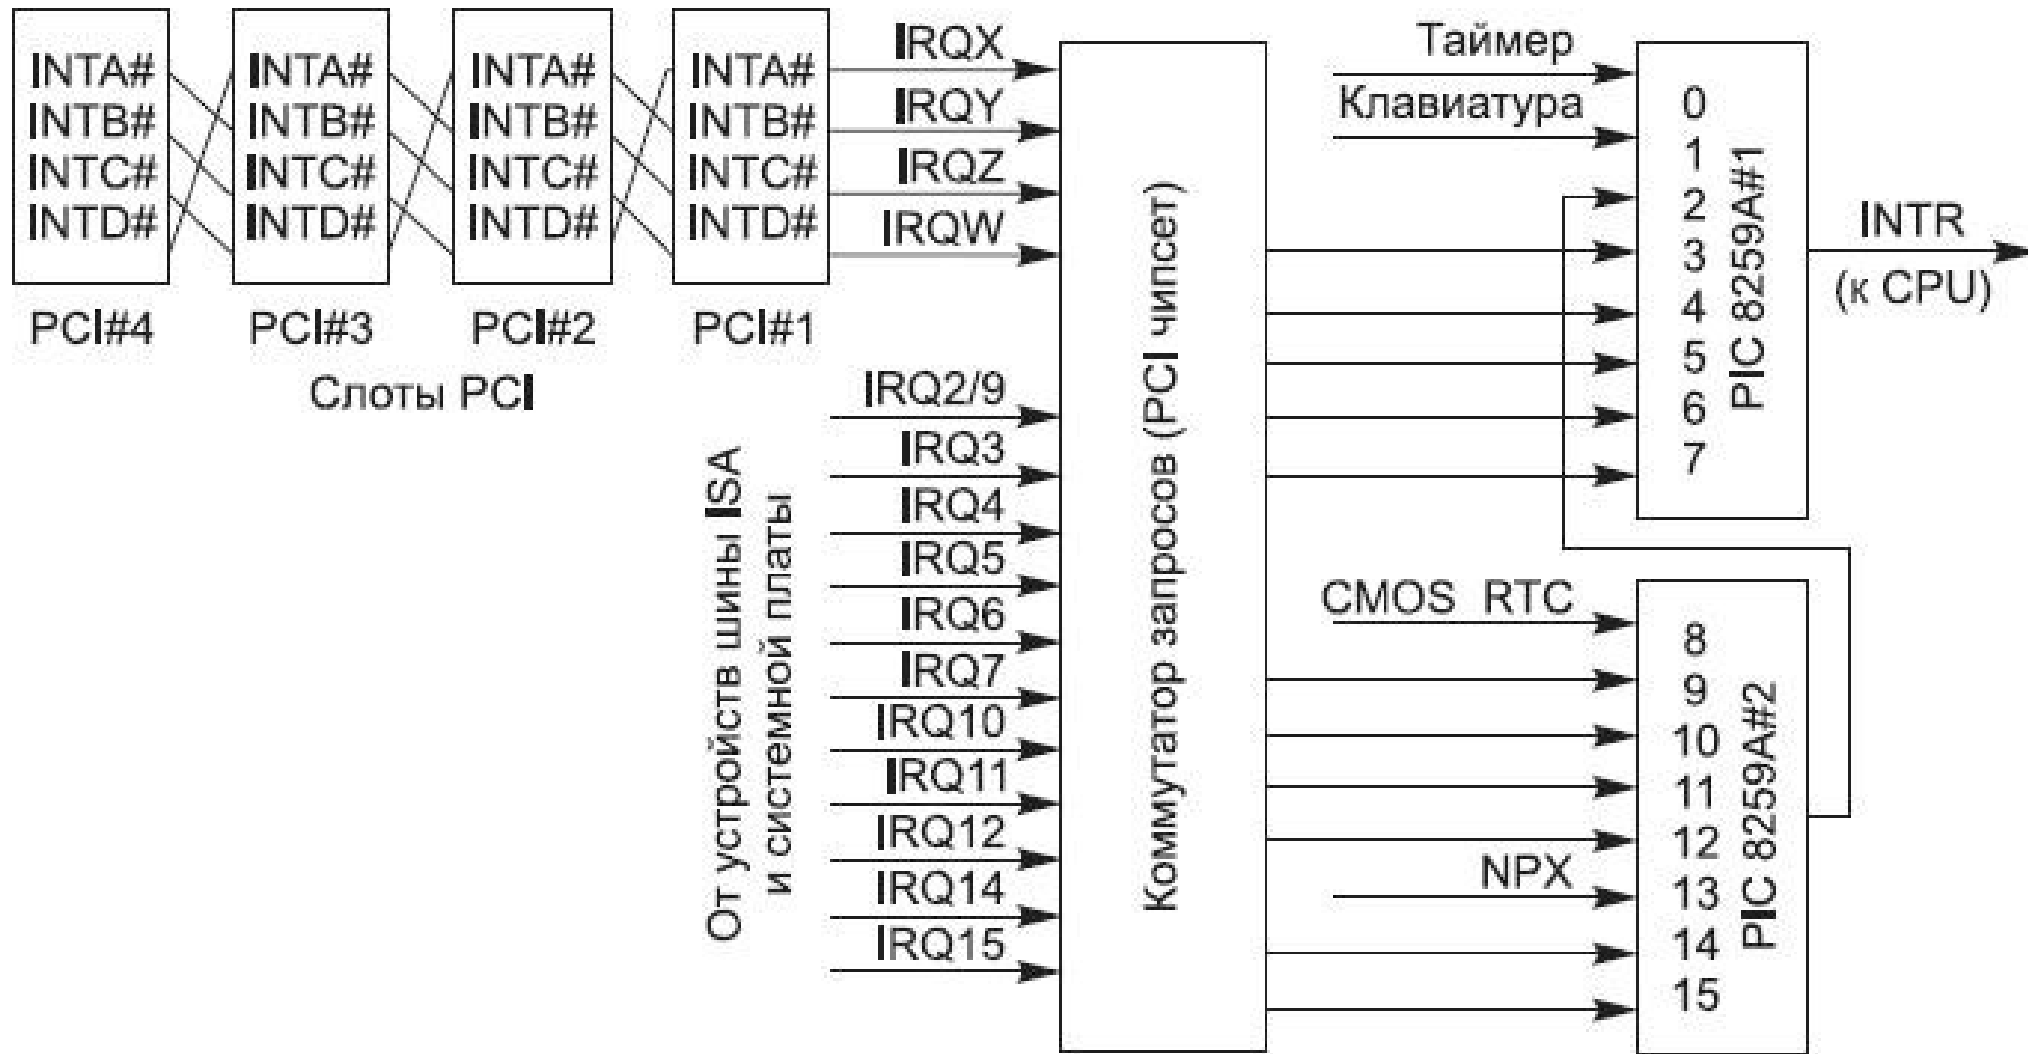 INTA#
INTB#
INTC#
INTD#
PCI#4
INTA#
INTB#
INTC#
INTD#
PCI#3
INTA#
INTB#
INTC#
INTD#
PCI#2
INTA#
INTB#
INTC#
INTD#
PCI#1
Слоты PCI
IRQX
IRQY
IRQZ
IRQW
От устройств шины ISA
и системной платы
IRQ2/9
IRQ3
IRQ4
IRQ5
IRQ6
IRQ7
IRQ10
IRQ11
IRQ12
IRQ14
IRQ15
Коммутатор запросов (PCI чипсет)
Таймер
Клавиатура
0
1
2
3
4
5
6
7
PIC 8259A#1
INTR
(к CPU)
CMOS RTC
NPX
8
9
10
11
12
13
14
15
PIC 8259A#2